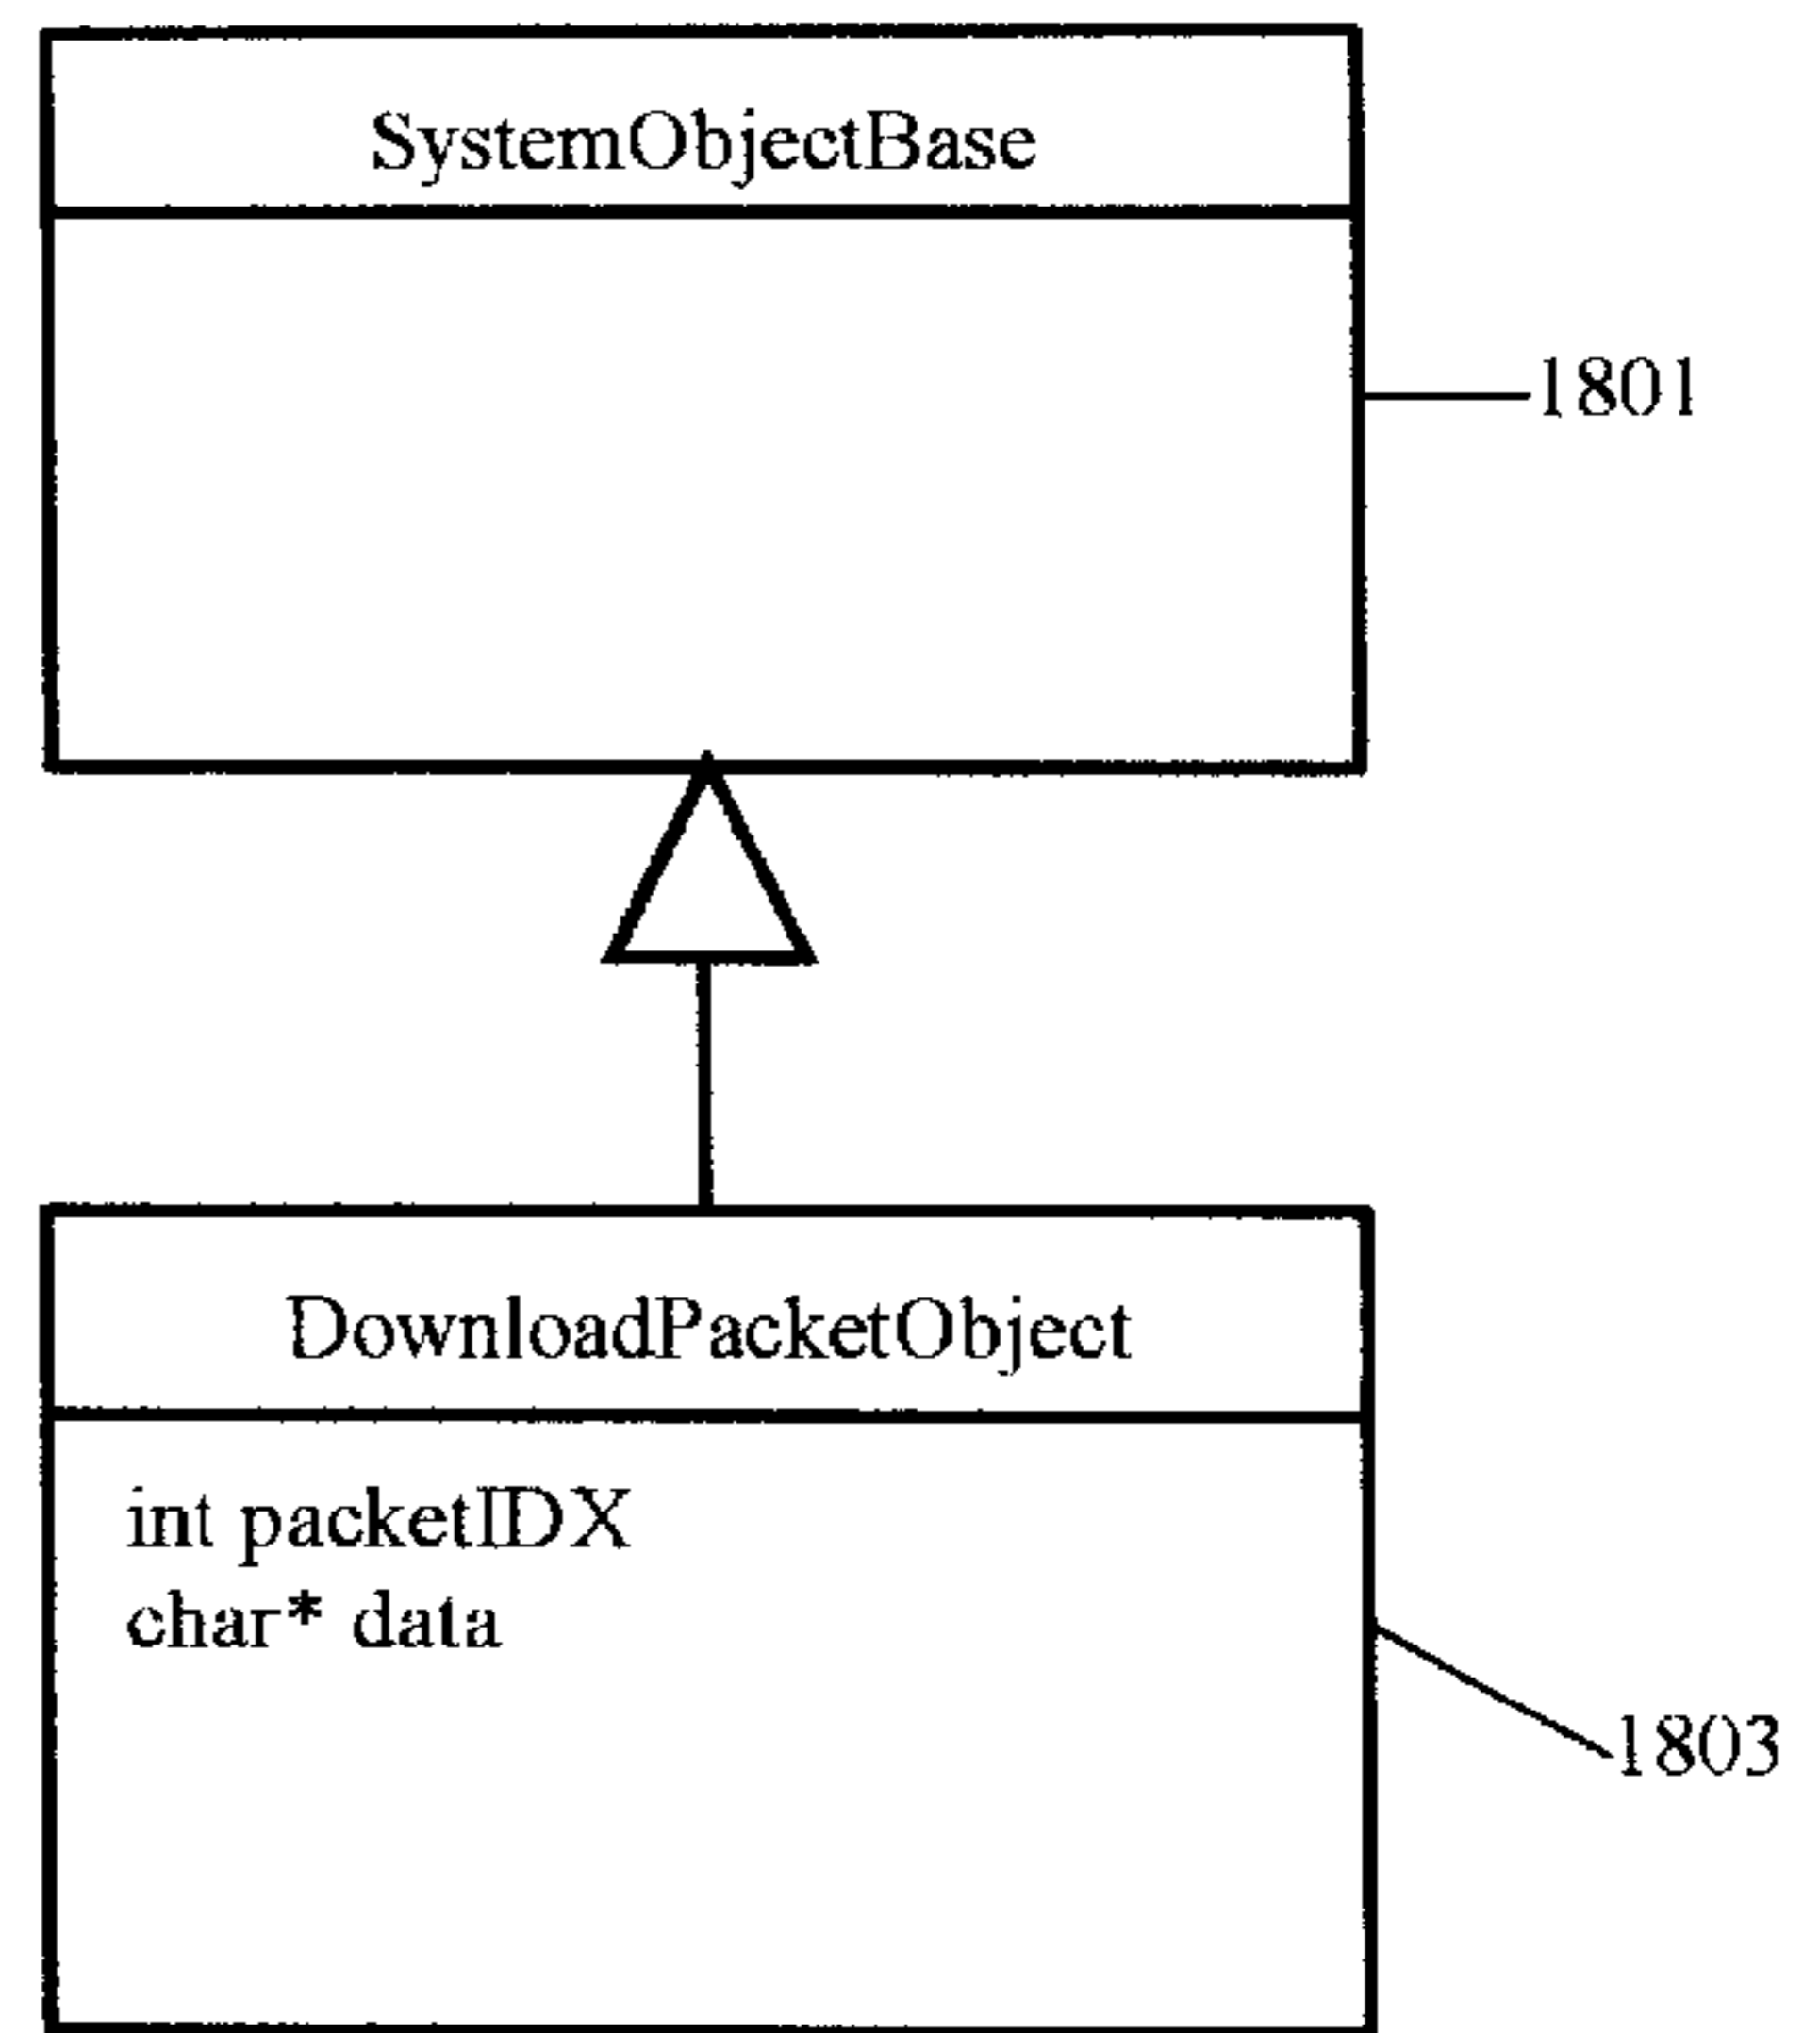 SystemObjectBase
1801
DownloadPacketObject
int packetIDX
char* data
1803